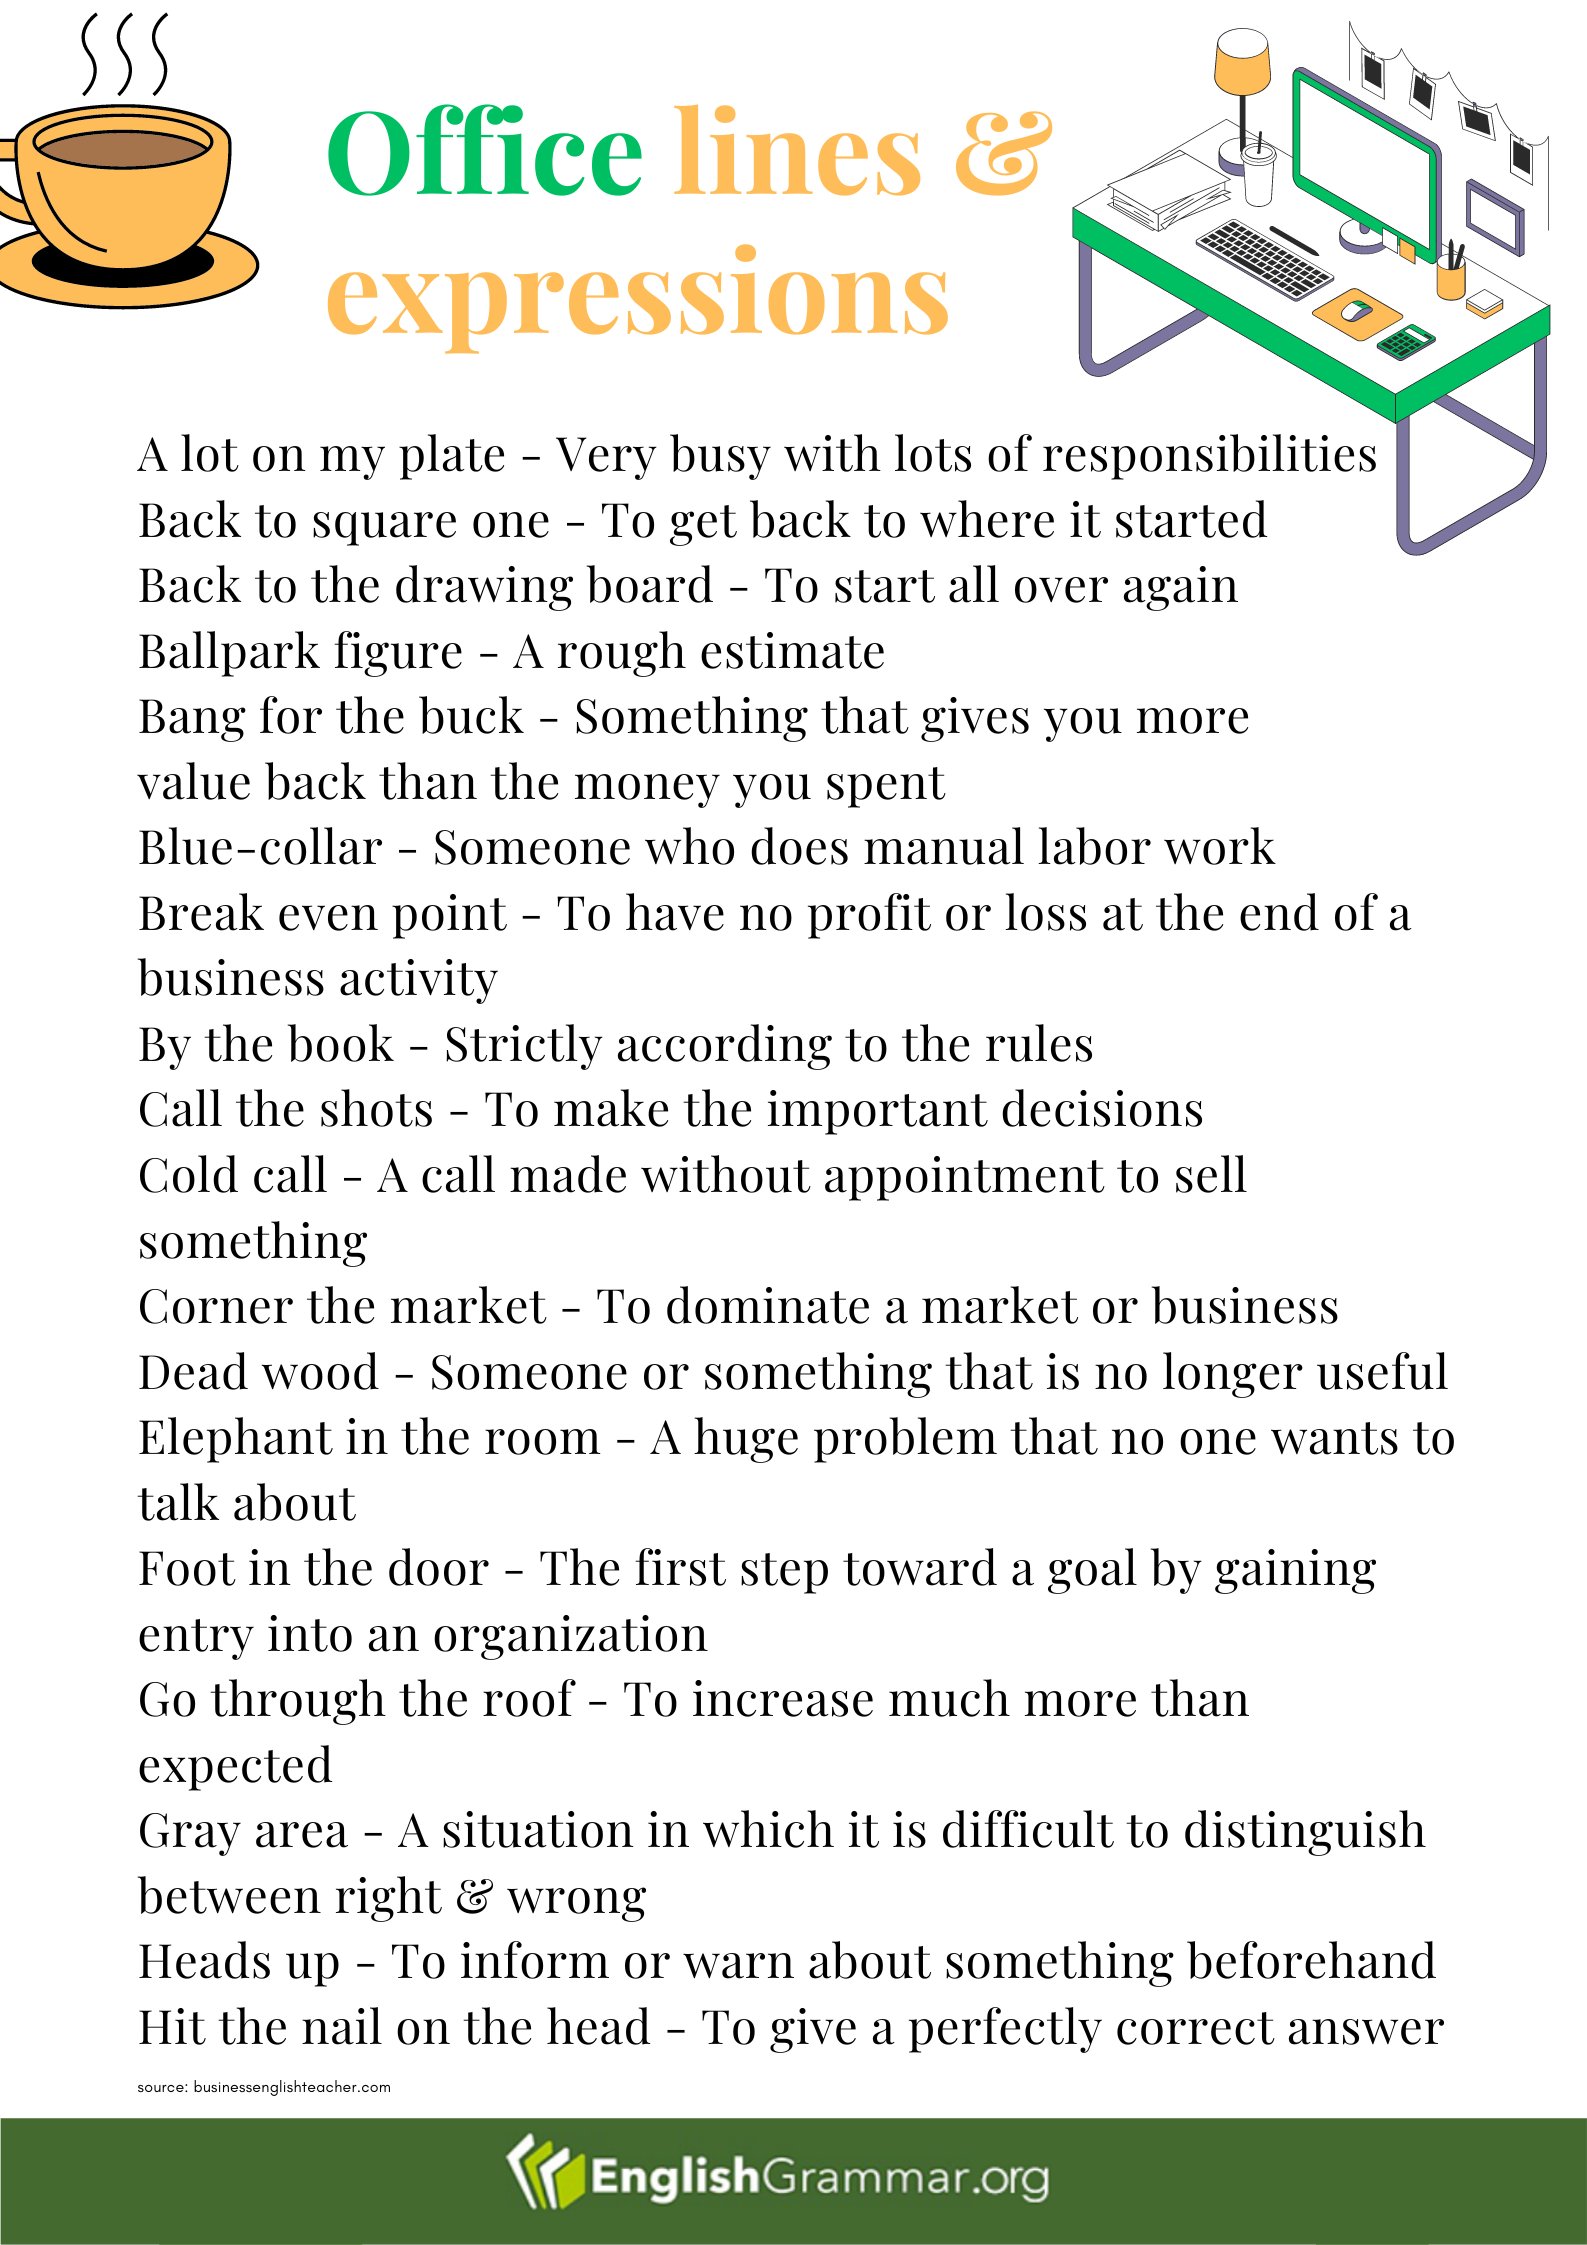 Office lines &
expressions
A lot on my plate - Very busy with lots of responsibilities
Back to square one - To get back to where it started
Back to the drawing board - To start all over again
Ballpark figure - A rough estimate
Bang for the buck - Something that gives you more
value back than the money you spent
Blue-collar - Someone who does manual labor work
Break even point - To have no profit or loss at the end of a
business activity
By the book - Strictly according to the rules
Call the shots - To make the important decisions
Cold call - A call made without appointment to sell
something
Corner the market - To dominate a market or business
Dead wood - Someone or something that is no longer useful
Elephant in the room - A huge problem that no one wants to
talk about
Foot in the door - The first step toward a goal by gaining
entry into an organization
Go through the roof - To increase much more than
expected
Gray area - A situation in which it is difficult to distinguish
between right & wrong
Heads up - To inform or warn about something beforehand
Hit the nail on the head - To give a perfectly correct answer
source: businessenglishteacher.com
EnglishGrammar.org